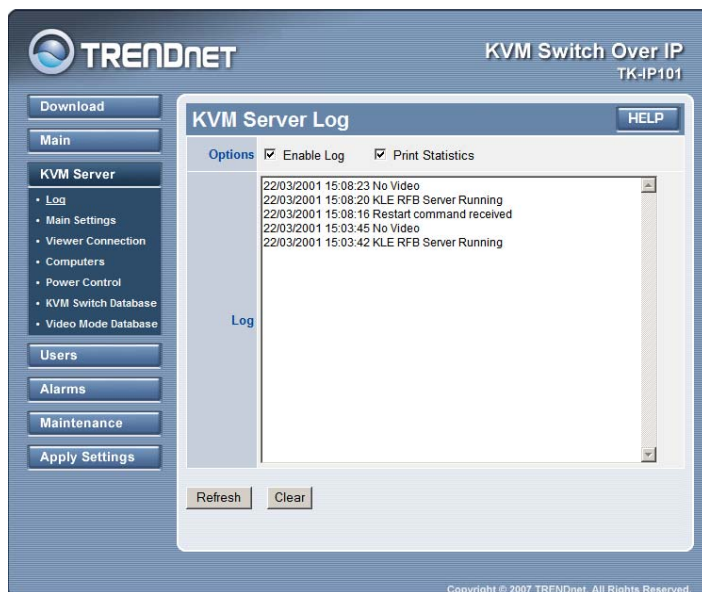 TRENDNET
KVM Switch Over IP
TK-IP101
Download
Main
KVM Server
• Log
• Main Settings
• Viewer Connection
• Computers
• Power Control
• KVM Switch Database
• Video Mode Database
Users
Alarms
Maintenance
Apply Settings
KVM Server Log
HELP
Options Enable Log Print Statistics
Log
22/03/2001 15:08:23 No Video
22/03/2001 15:08:20 KLE RFB Server Running
22/03/2001 15:08:16 Restart command received
22/03/2001 15:03:45 No Video
22/03/2001 15:03:42 KLE RFB Server Running
Refresh Clear
Copyright © 2007 TRENDnet. All Rights Reserved.